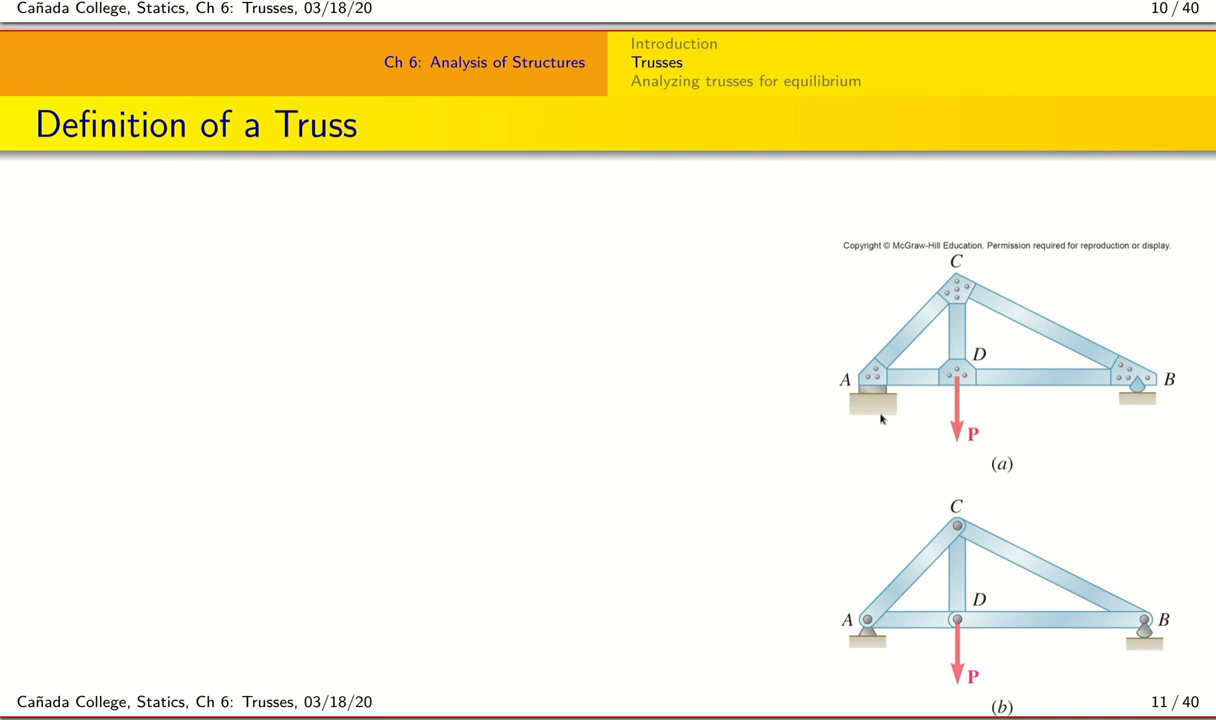 Cañada College, Statics, Ch 6: Trusses, 03/18/20 10 / 40
Ch 6: Analysis of Structures
Introduction
Trusses
Analyzing trusses for equilibrium
Definition of a Truss
Copyright © McGraw-Hill Education. Permission required for reproduction or display.
C
D
A
B
P
(a)
C
D
A
B
P
(b)
Cañada College, Statics, Ch 6: Trusses, 03/18/20 11 / 40